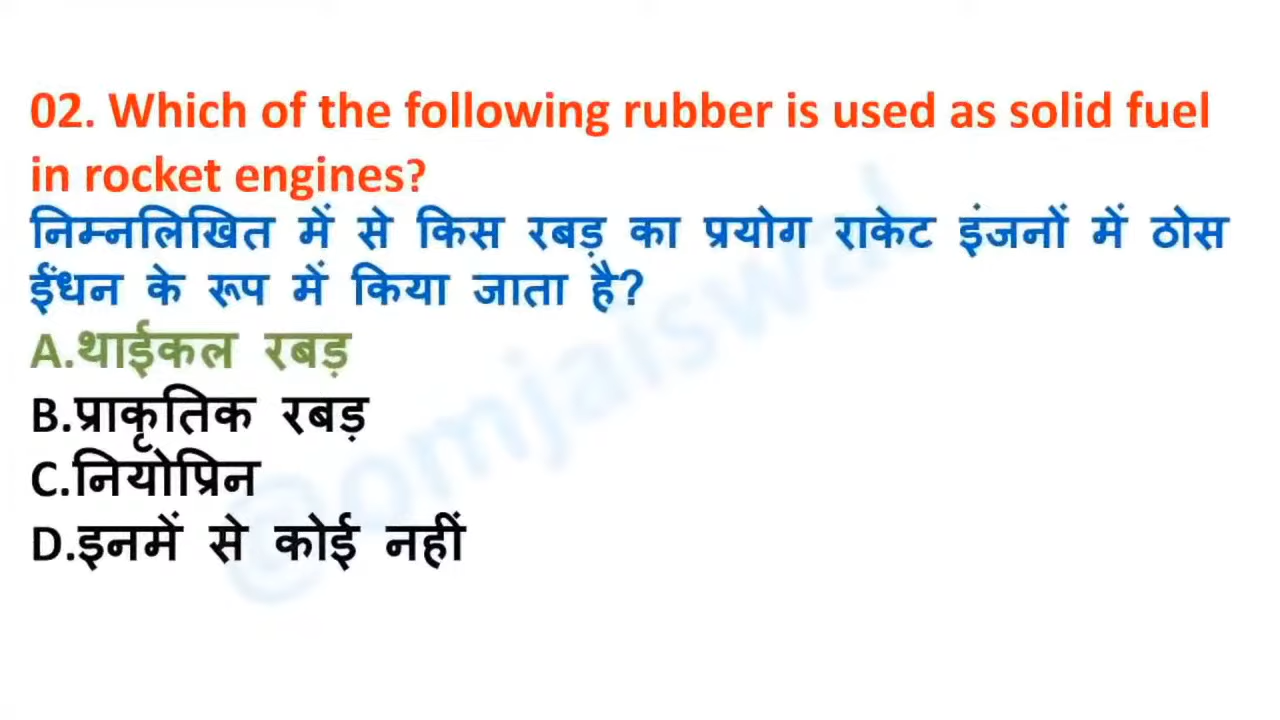 02. Which of the following rubber is used as solid fuel
in rocket engines?
निम्नलिखित में से किस रबड़ का प्रयोग राकेट इंजनों में ठोस
ईंधन के रूप में किया जाता है?
A.थाईकल रबड़
B.प्राकृतिक रबड़
C.नियोप्रिन
D.इनमें से कोई नहीं
@omjaiswal